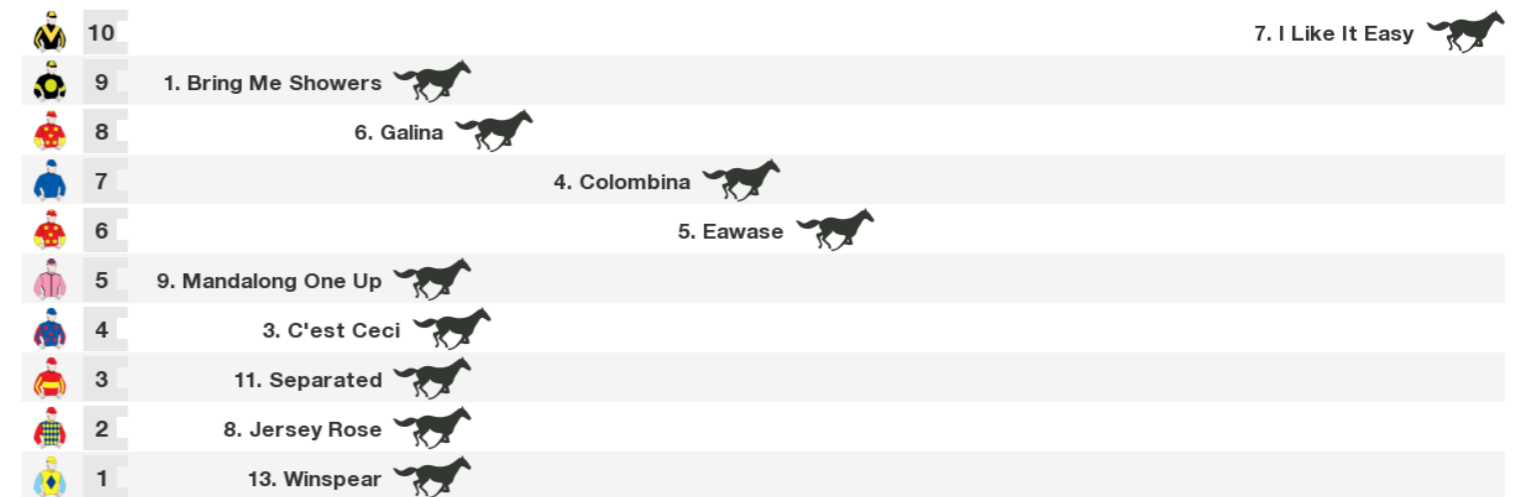 10 7. I Like It Easy
9 1. Bring Me Showers
8 6. Galina
7 4. Colombina
6 5. Eawase
5 9. Mandalong One Up
4 3. C'est Ceci
3 11. Separated
2 8. Jersey Rose
1 13. Winspear